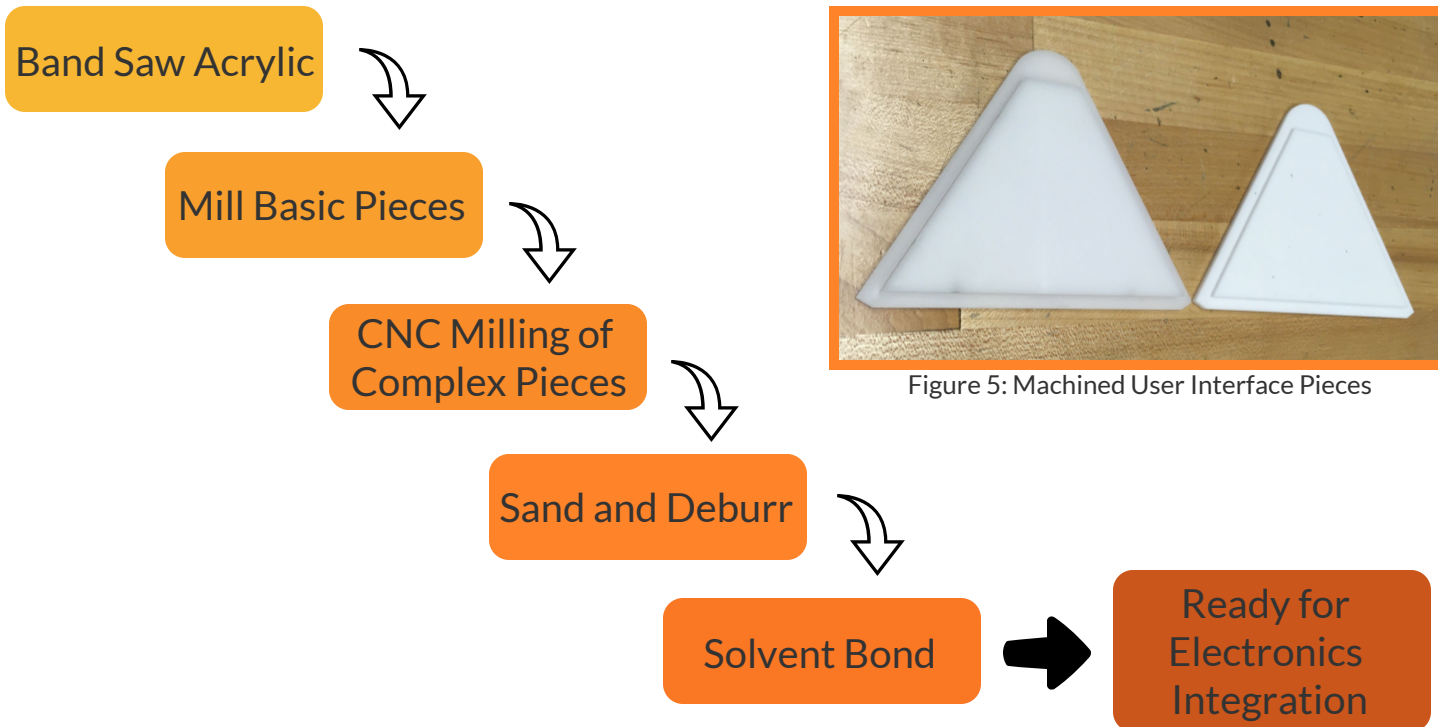 Band Saw Acrylic
Mill Basic Pieces
CNC Milling of
Complex Pieces
Figure 5: Machined User Interface Pieces
Sand and Deburr
Solvent Bond
Ready for
Electronics
Integration